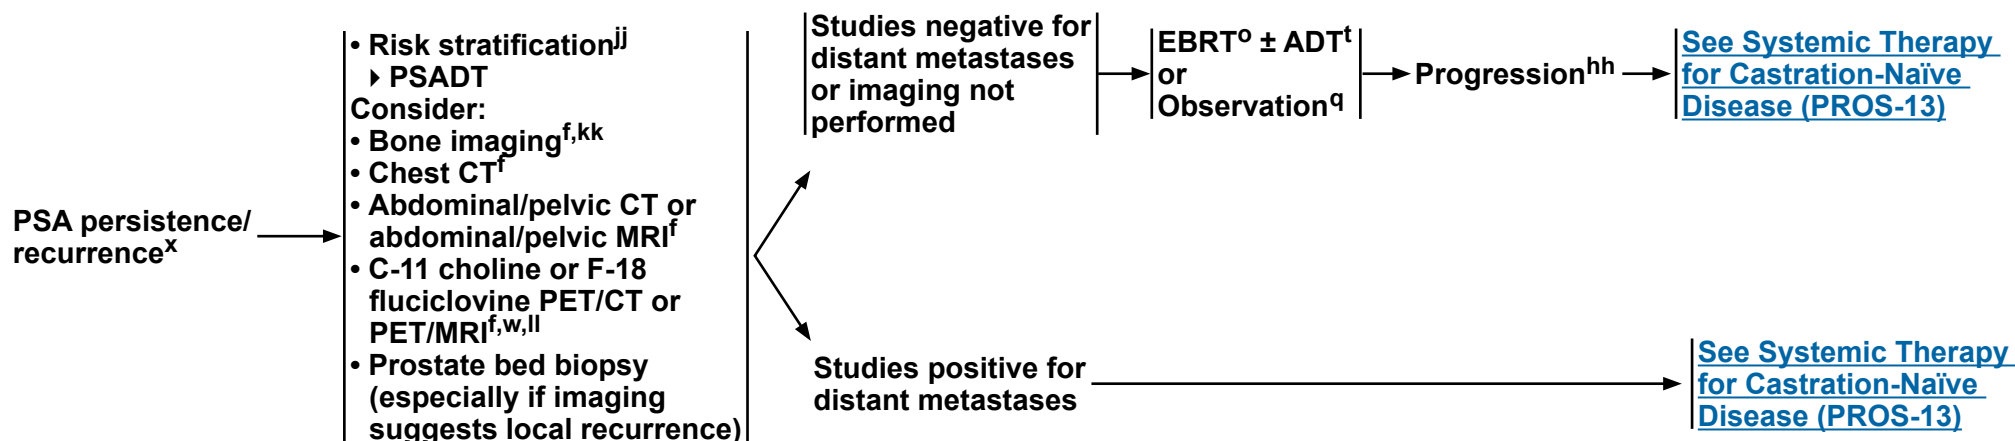 PSA persistence/
recurrencex
• Risk stratificationjj
▸ PSADT
Consider:
• Bone imagingf,kk
• Chest CTf
• Abdominal/pelvic CT or
abdominal/pelvic MRIf
• C-11 choline or F-18
fluciclovine PET/CT or
PET/MRIf,w,ll
• Prostate bed biopsy
(especially if imaging
suggests local recurrence)
Studies negative for
distant metastases
or imaging not
performed
EBRTo ± ADTt
or
Observationq
Progressionhh
See Systemic Therapy
for Castration-Naïve
Disease (PROS-13)
Studies positive for
distant metastases
See Systemic Therapy
for Castration-Naïve
Disease (PROS-13)